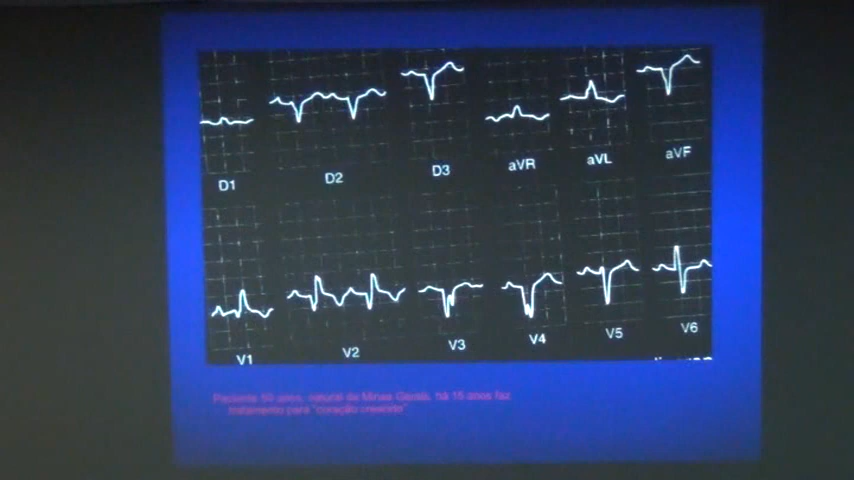 D1 D2 D3 aVR aVL aVF
V1 V2 V3 V4 V5 V6
Paciente 50 anos, natural de Minas Gerais, há 15 anos faz
tratamento para "coração crescido"